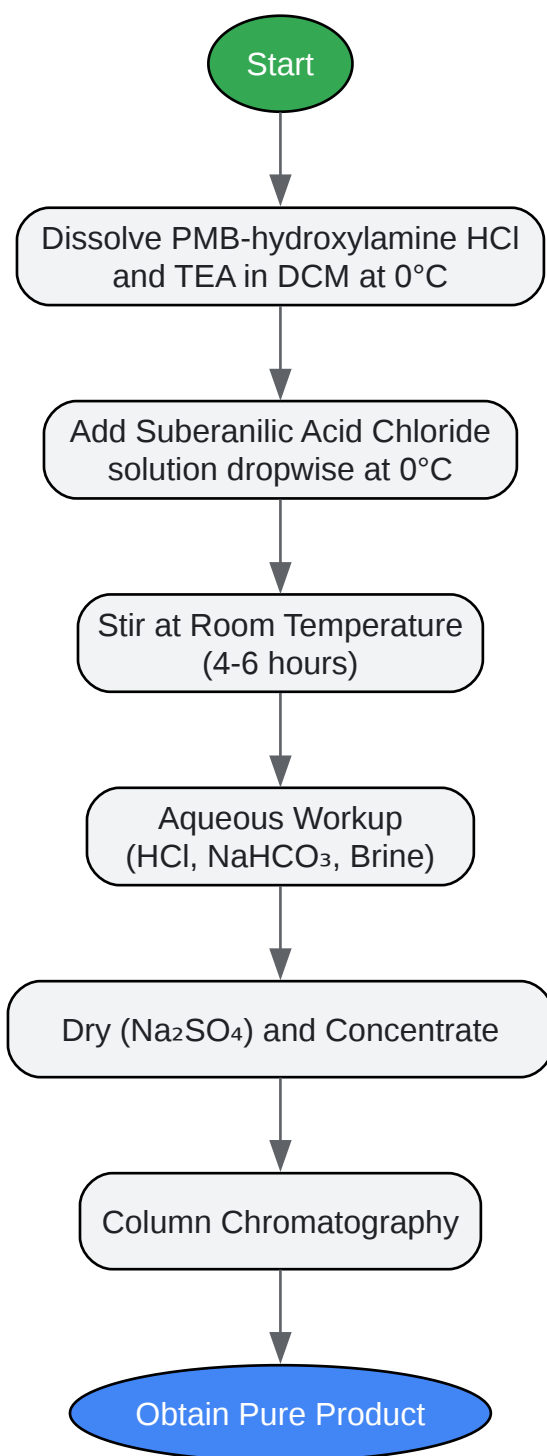 Start
Dissolve PMB-hydroxylamine HCl
and TEA in DCM at 0°C
Add Suberanilic Acid Chloride
solution dropwise at 0°C
Stir at Room Temperature
(4-6 hours)
Aqueous Workup
(HCl, NaHCO₃, Brine)
Dry (Na₂SO₄) and Concentrate
Column Chromatography
Obtain Pure Product